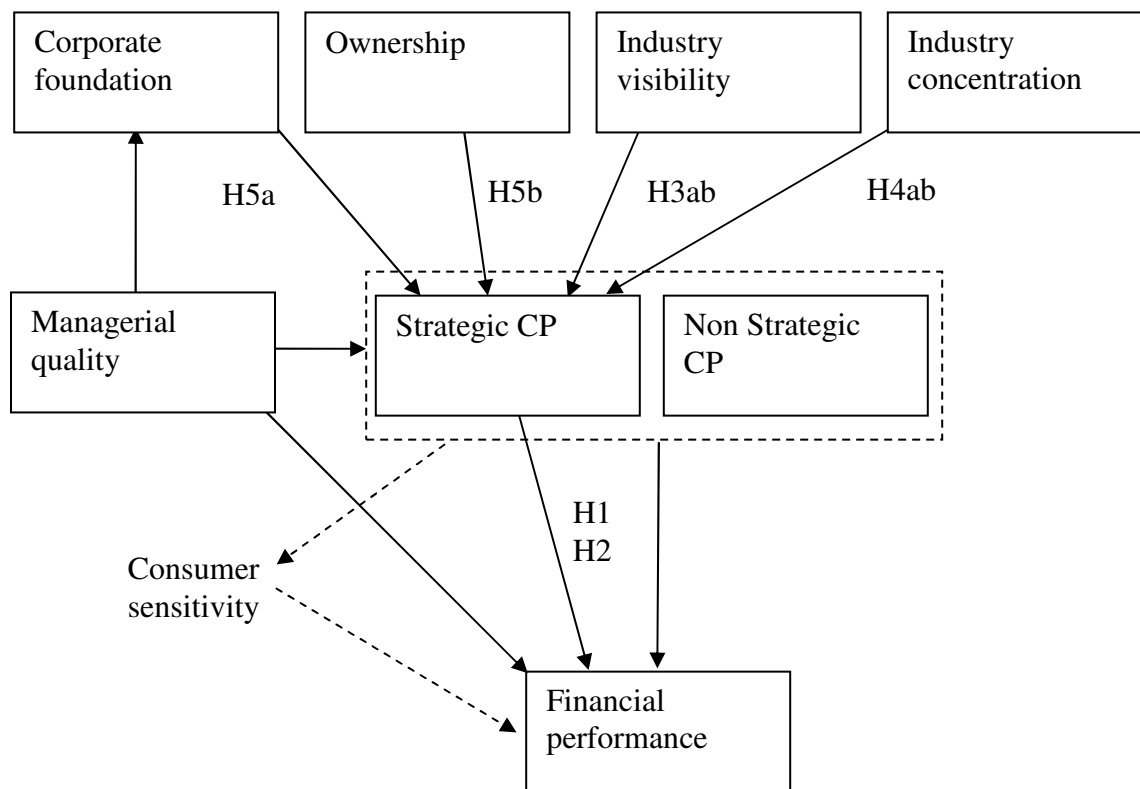 Corporate
foundation
Ownership
Industry
visibility
Industry
concentration
H5a
H5b
H3ab
H4ab
Managerial
quality
Strategic CP
Non Strategic
CP
H1
H2
Consumer
sensitivity
Financial
performance